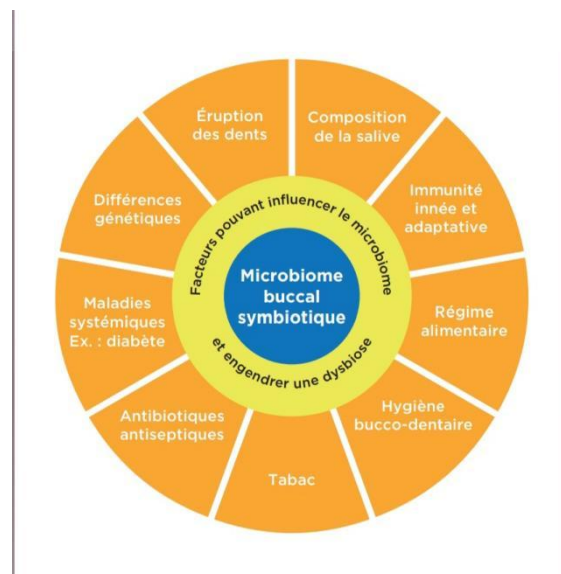 Éruption
des dents
Composition
de la salive
Immunité
innée et
adaptative
Régime
alimentaire
Hygiène
bucco-dentaire
Tabac
Antibiotiques
antiseptiques
Maladies
systémiques
Ex. : diabète
Différences
génétiques
Facteurs pouvant influencer le microbiome
et engendrer une dysbiose
Microbiome
buccal
symbiotique